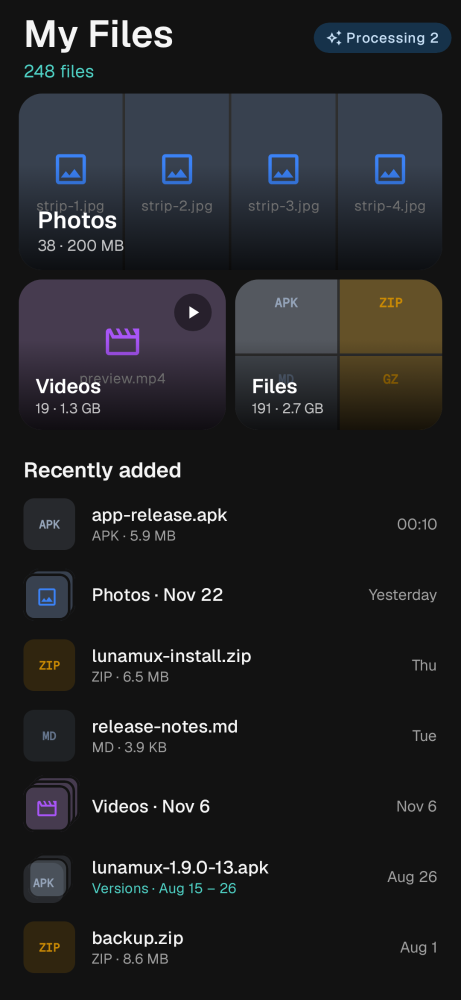 My Files
Processing 2
248 files
strip-1.jpg
strip-2.jpg
strip-3.jpg
strip-4.jpg
Photos
38 · 200 MB
preview.mp4
Videos
19 · 1.3 GB
APK
ZIP
MD
GZ
Files
191 · 2.7 GB
Recently added
APK
app-release.apk
APK · 5.9 MB
00:10
Photos · Nov 22
Yesterday
ZIP
lunamux-install.zip
ZIP · 6.5 MB
Thu
MD
release-notes.md
MD · 3.9 KB
Tue
Videos · Nov 6
Nov 6
APK
lunamux-1.9.0-13.apk
Versions · Aug 15 – 26
Aug 26
ZIP
backup.zip
ZIP · 8.6 MB
Aug 1